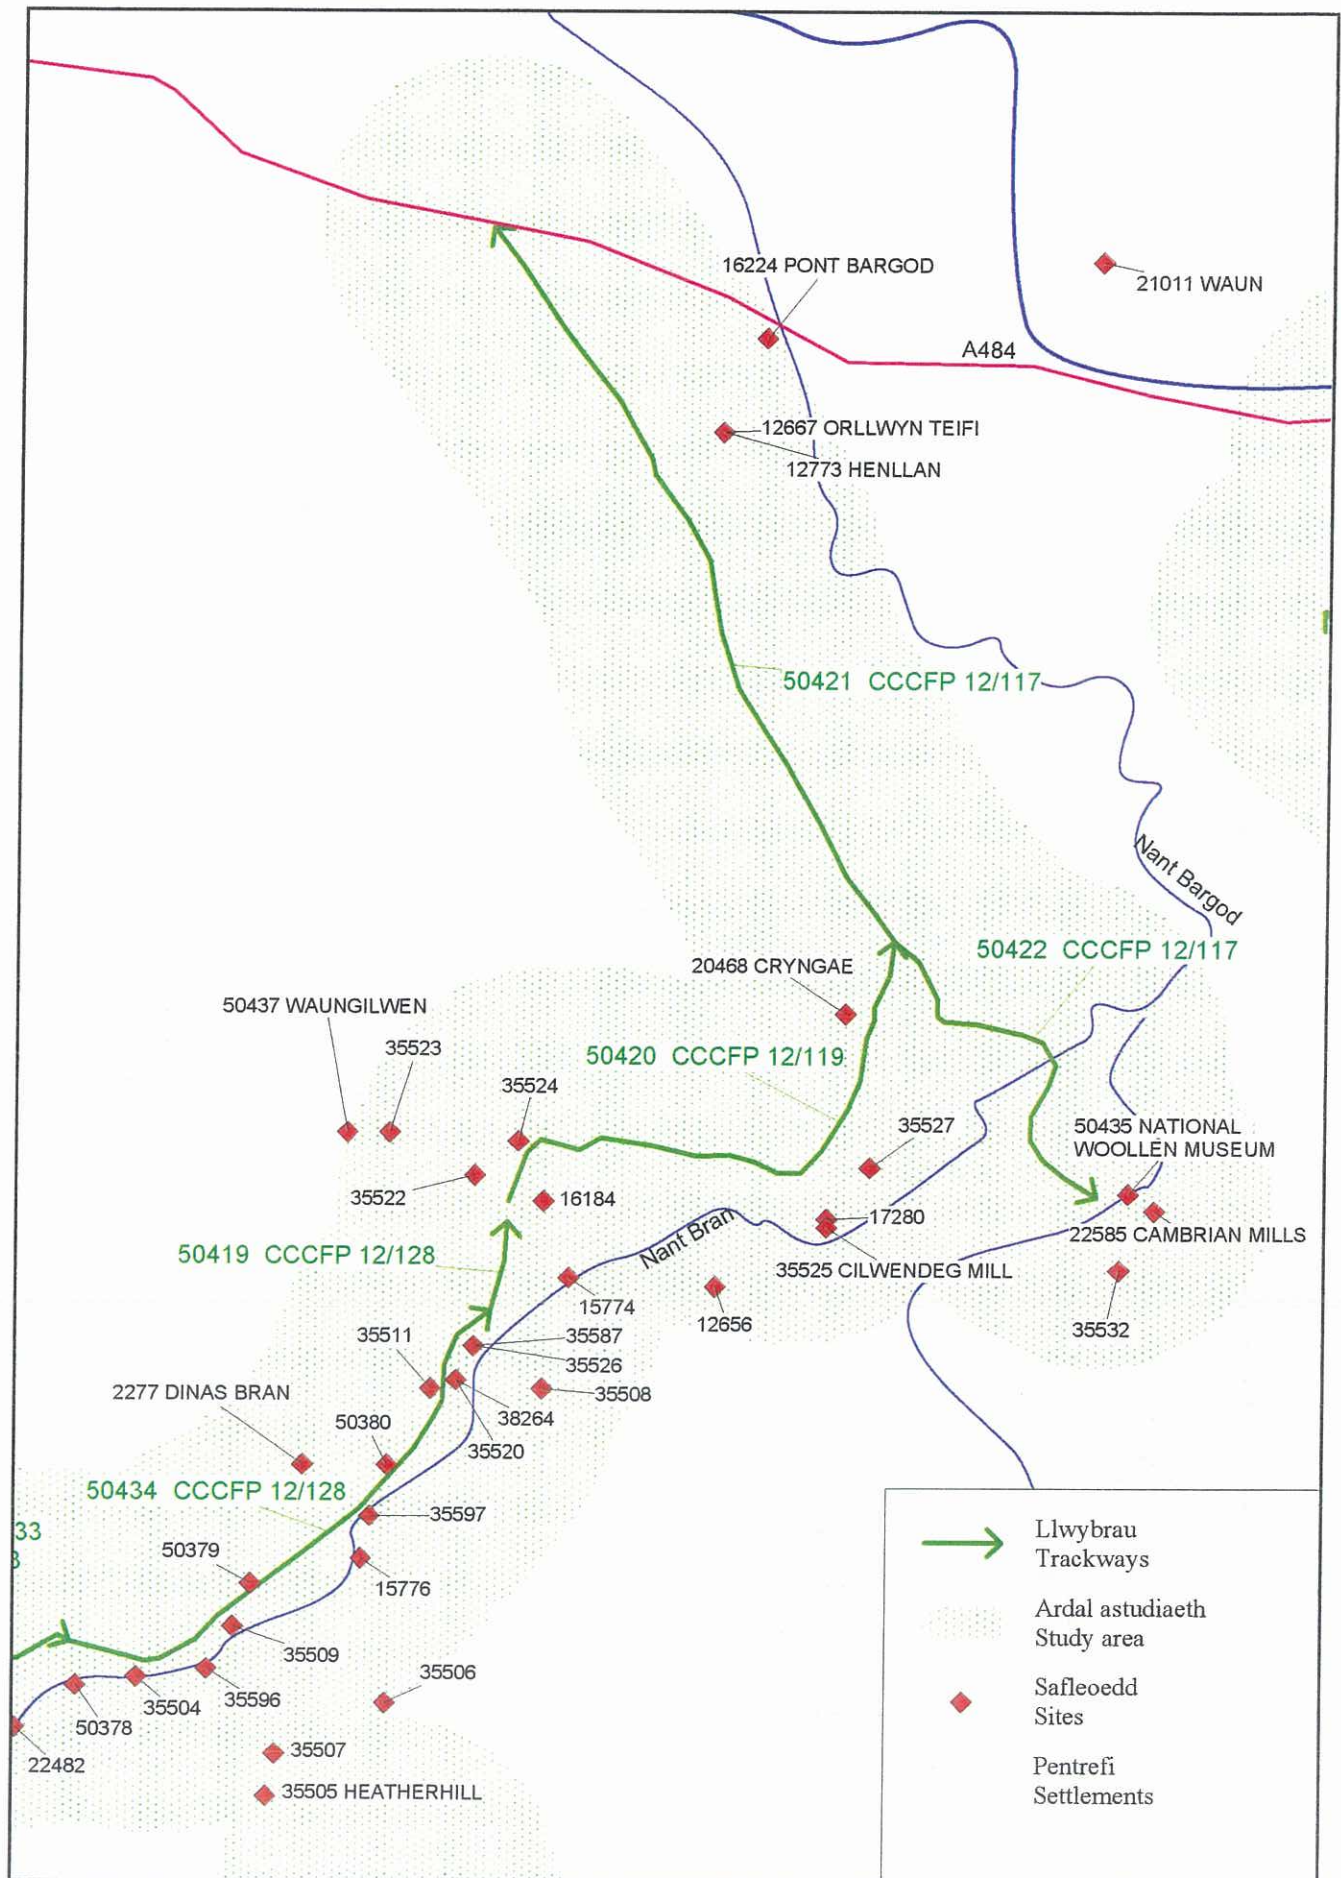 16224 PONT BARGOD
21011 WAUN
A484
12667 ORLLWYN TEIFI
12773 HENLLAN
50421 CCCFP 12/117
Nant Bargod
50422 CCCFP 12/117
20468 CRYNGAE
50437 WAUNGILWEN
35523
50420 CCCFP 12/119
35524
35527
50435 NATIONAL
WOOLLEN MUSEUM
35522
16184
17280
Nant Bran
22585 CAMBRIAN MILLS
50419 CCCFP 12/128
35525 CILWENDEG MILL
15774
12656
35532
35511
35587
35526
2277 DINAS BRAN
35508
38264
50380
35520
50434 CCCFP 12/128
35597
33
8
50379
15776
35509
35506
35596
35504
50378
35507
22482
35505 HEATHERHILL
Llwybrau
Trackways
Ardal astudiaeth
Study area
Safleoedd
Sites
Pentrefi
Settlements